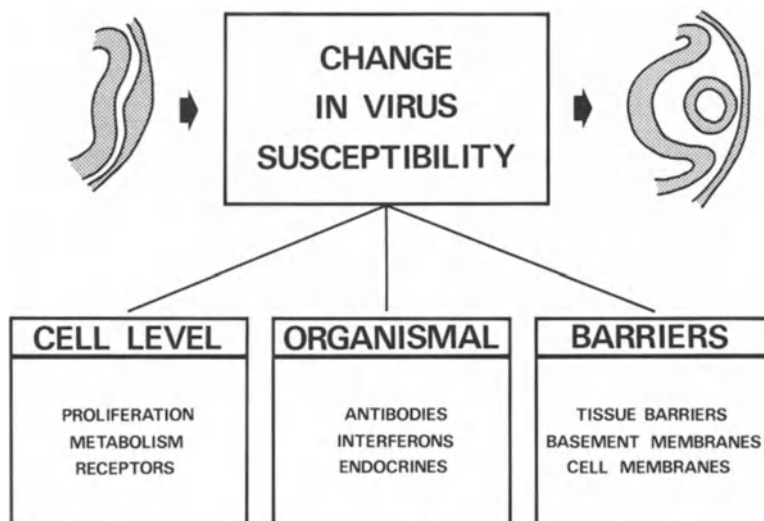 CHANGE
IN VIRUS
SUSCEPTIBILITY
CELL LEVEL
PROLIFERATION
METABOLISM
RECEPTORS
ORGANISMAL
ANTIBODIES
INTERFERONS
ENDOCRINES
BARRIERS
TISSUE BARRIERS
BASEMENT MEMBRANES
CELL MEMBRANES